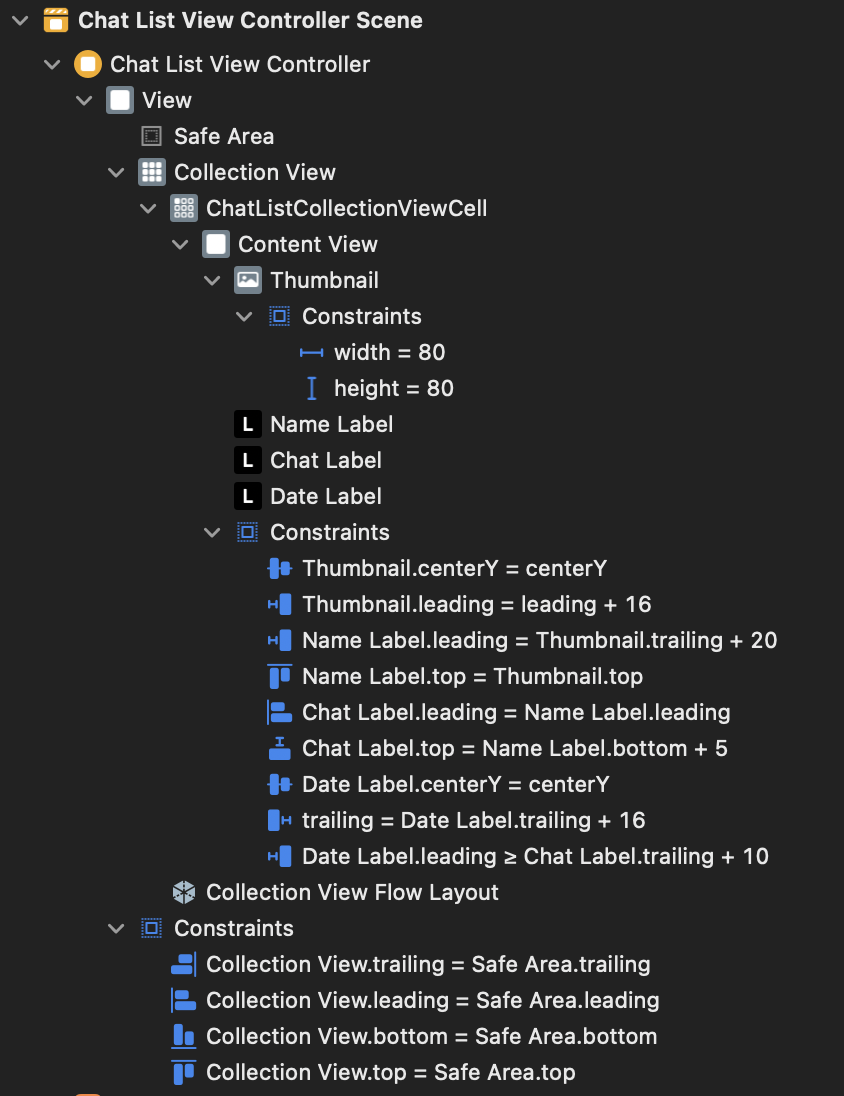 Chat List View Controller Scene
Chat List View Controller
View
Safe Area
Collection View
ChatListCollectionViewCell
Content View
Thumbnail
Constraints
width = 80
height = 80
L Name Label
L Chat Label
L Date Label
Constraints
Thumbnail.centerY = centerY
Thumbnail.leading = leading + 16
Name Label.leading = Thumbnail.trailing + 20
Name Label.top = Thumbnail.top
Chat Label.leading = Name Label.leading
Chat Label.top = Name Label.bottom + 5
Date Label.centerY = centerY
trailing = Date Label.trailing + 16
Date Label.leading ≥ Chat Label.trailing + 10
Collection View Flow Layout
Constraints
Collection View.trailing = Safe Area.trailing
Collection View.leading = Safe Area.leading
Collection View.bottom = Safe Area.bottom
Collection View.top = Safe Area.top